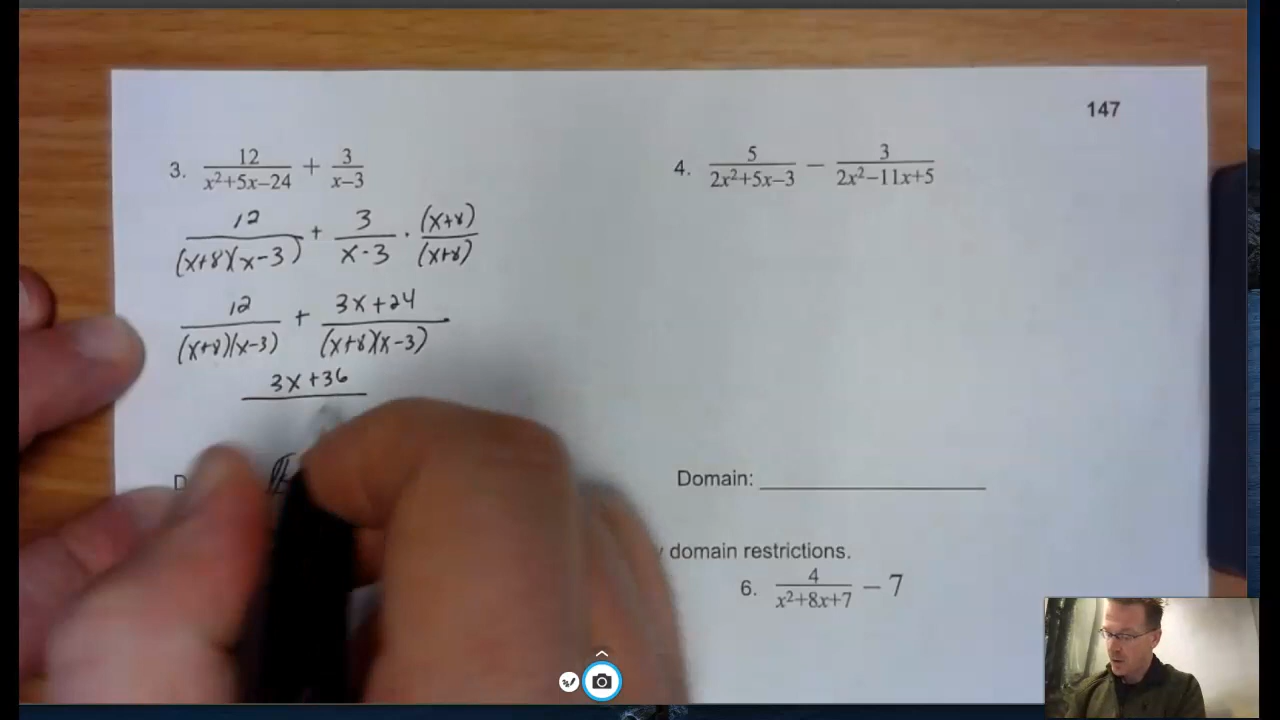 147
3. 12/(x²+5x–24) + 3/(x–3)
12/((x+8)(x-3)) + 3/(x-3) · (x+8)/(x+8)
12/((x+8)(x-3)) + (3x+24)/((x+8)(x-3))
3x+36
4. 5/(2x²+5x–3) – 3/(2x²–11x+5)
Domain: ____________________
domain restrictions.
6. 4/(x²+8x+7) – 7